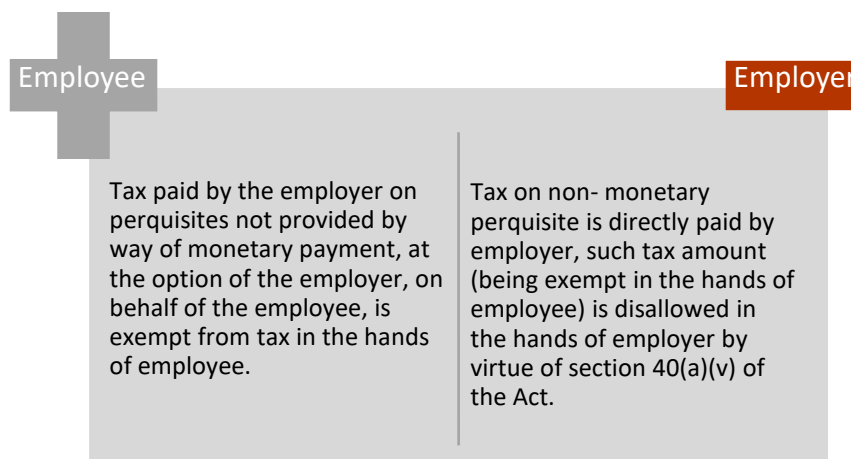 Employee
Employer
Tax paid by the employer on
perquisites not provided by
way of monetary payment, at
the option of the employer, on
behalf of the employee, is
exempt from tax in the hands
of employee.
Tax on non- monetary
perquisite is directly paid by
employer, such tax amount
(being exempt in the hands of
employee) is disallowed in
the hands of employer by
virtue of section 40(a)(v) of
the Act.